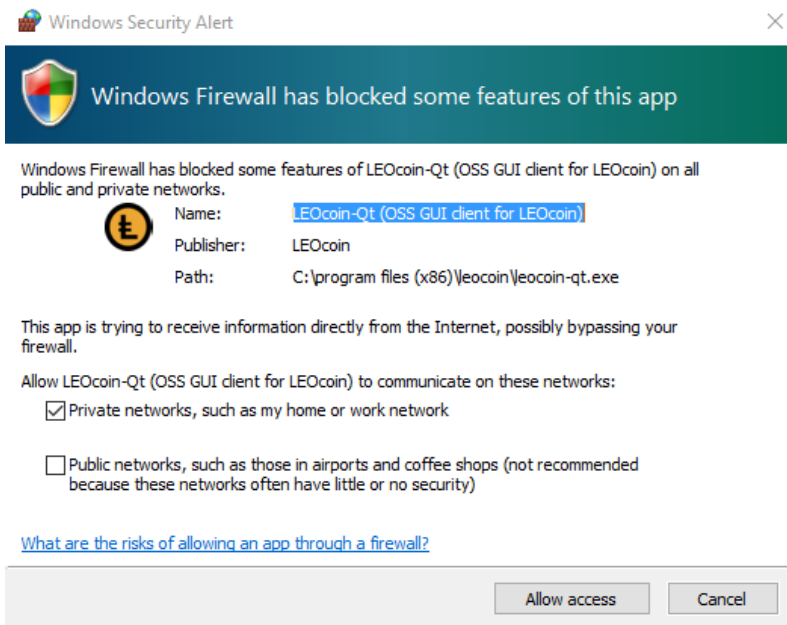 Windows Security Alert
Windows Firewall has blocked some features of this app
Windows Firewall has blocked some features of LEOcoin-Qt (OSS GUI client for LEOcoin) on all
public and private networks.
Name: LEOcoin-Qt (OSS GUI client for LEOcoin)
Publisher: LEOcoin
Path: C:\program files (x86)\leocoin\leocoin-qt.exe
This app is trying to receive information directly from the Internet, possibly bypassing your
firewall.
Allow LEOcoin-Qt (OSS GUI client for LEOcoin) to communicate on these networks:
Private networks, such as my home or work network
Public networks, such as those in airports and coffee shops (not recommended
because these networks often have little or no security)
What are the risks of allowing an app through a firewall?
Allow access Cancel